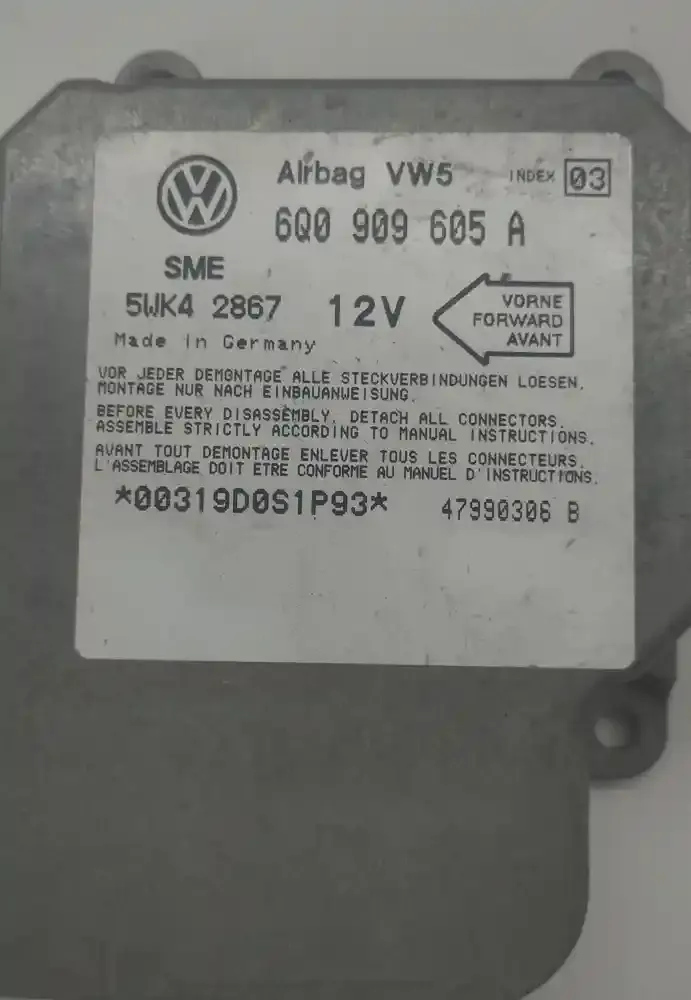 Airbag VW5 INDEX 03
6Q0 909 605 A
SME
5WK4 2867 12V
VORNE
FORWARD
AVANT
Made in Germany
VOR JEDER DEMONTAGE ALLE STECKVERBINDUNGEN LOESEN.
MONTAGE NUR NACH EINBAUANWEISUNG.
BEFORE EVERY DISASSEMBLY, DETACH ALL CONNECTORS.
ASSEMBLE STRICTLY ACCORDING TO MANUAL INSTRUCTIONS.
AVANT TOUT DEMONTAGE ENLEVER TOUS LES CONNECTEURS.
L'ASSEMBLAGE DOIT ETRE CONFORME AU MANUEL D'INSTRUCTIONS.
*00319D0S1P93* 47990306 B